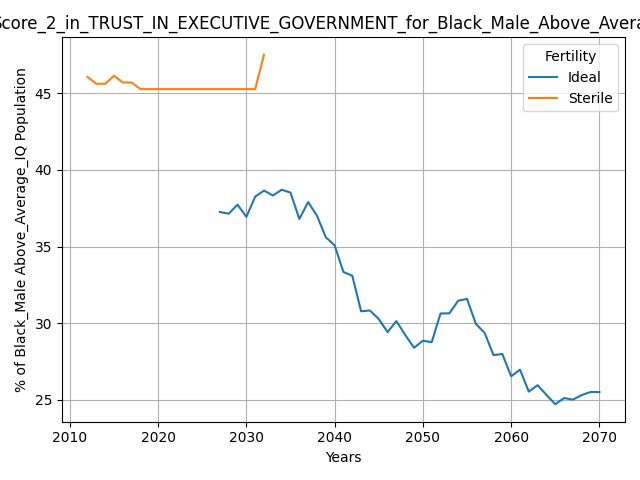 Score_2_in_TRUST_IN_EXECUTIVE_GOVERNMENT_for_Black_Male_Above_Avera
Fertility
Ideal
Sterile
% of Black_Male Above_Average_IQ Population
45
40
35
30
25
2010
2020
2030
2040
2050
2060
2070
Years